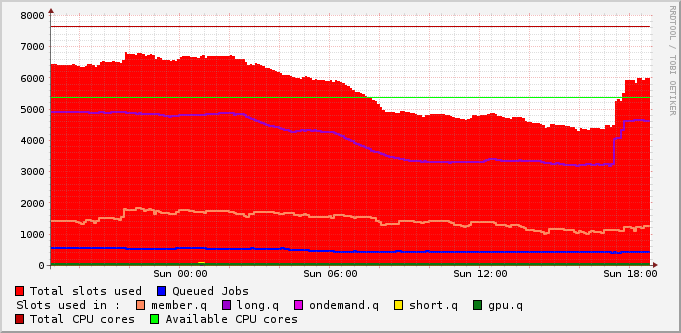 8000
7000
6000
5000
4000
3000
2000
1000
0
Sun 00:00 Sun 06:00 Sun 12:00 Sun 18:00
Total slots used Queued Jobs
Slots used in : member.q long.q ondemand.q short.q gpu.q
Total CPU cores Available CPU cores
RRDTOOL / TOBI OETIKER